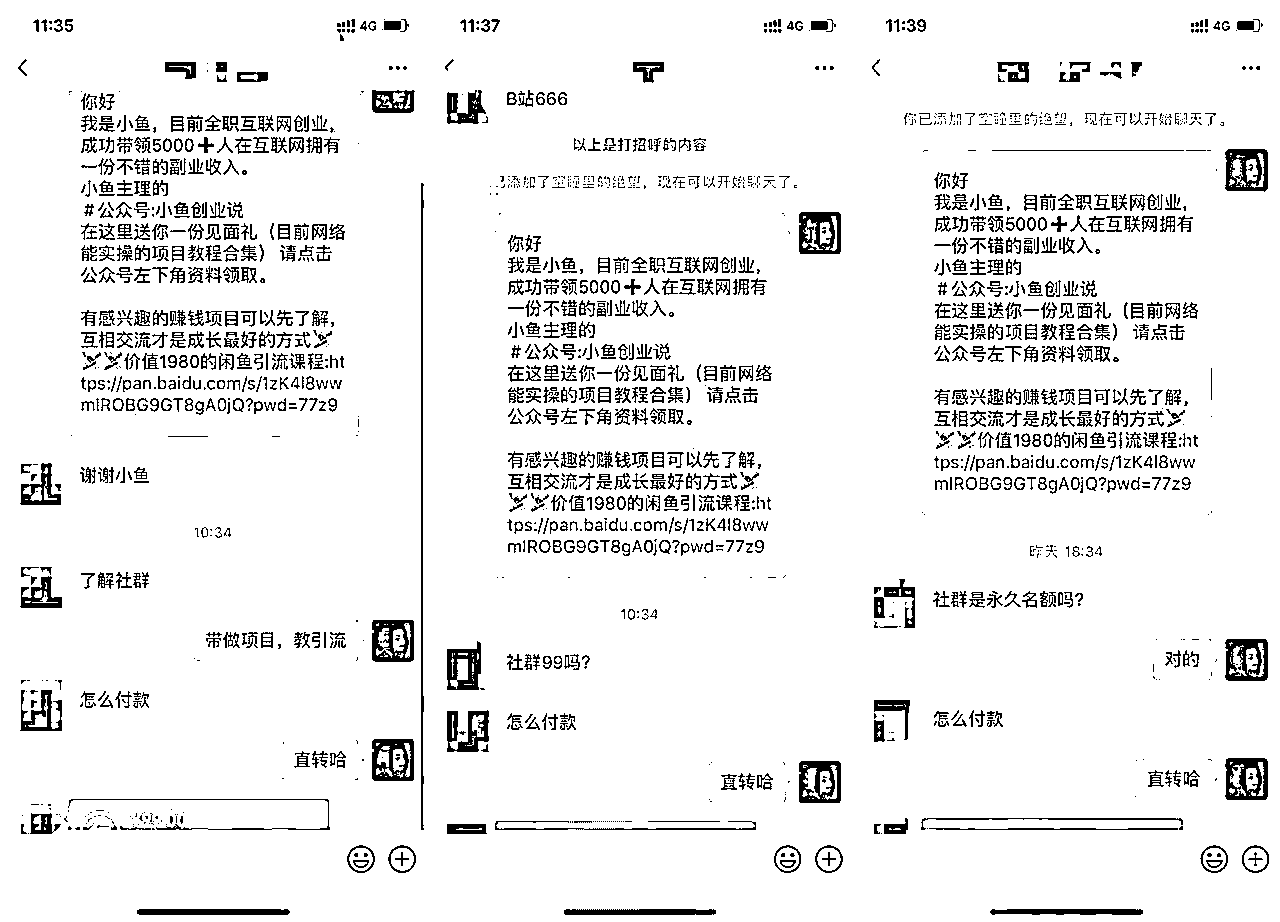 11:35
4G
你好
我是小鱼，目前全职互联网创业，
成功带领5000➕人在互联网拥有
一份不错的副业收入。
小鱼主理的
#公众号:小鱼创业说
在这里送你一份见面礼（目前网络
能实操的项目教程合集） 请点击
公众号左下角资料领取。
有感兴趣的赚钱项目可以先了解，
互相交流才是成长最好的方式
价值1980的闲鱼引流课程:ht
tps://pan.baidu.com/s/1zK4l8ww
mlROBG9GT8gA0jQ?pwd=77z9
谢谢小鱼
10:34
了解社群
带做项目，教引流
怎么付款
直转哈
11:37
4G
B站666
以上是打招呼的内容
已添加了空瞳里的绝望，现在可以开始聊天了。
你好
我是小鱼，目前全职互联网创业，
成功带领5000➕人在互联网拥有
一份不错的副业收入。
小鱼主理的
#公众号:小鱼创业说
在这里送你一份见面礼（目前网络
能实操的项目教程合集） 请点击
公众号左下角资料领取。
有感兴趣的赚钱项目可以先了解，
互相交流才是成长最好的方式
价值1980的闲鱼引流课程:ht
tps://pan.baidu.com/s/1zK4l8ww
mlROBG9GT8gA0jQ?pwd=77z9
10:34
社群99吗?
怎么付款
直转哈
11:39
4G
你已添加了空瞳里的绝望，现在可以开始聊天了。
你好
我是小鱼，目前全职互联网创业，
成功带领5000➕人在互联网拥有
一份不错的副业收入。
小鱼主理的
#公众号:小鱼创业说
在这里送你一份见面礼（目前网络
能实操的项目教程合集） 请点击
公众号左下角资料领取。
有感兴趣的赚钱项目可以先了解，
互相交流才是成长最好的方式
价值1980的闲鱼引流课程:ht
tps://pan.baidu.com/s/1zK4l8ww
mlROBG9GT8gA0jQ?pwd=77z9
昨天 18:34
社群是永久名额吗?
对的
怎么付款
直转哈